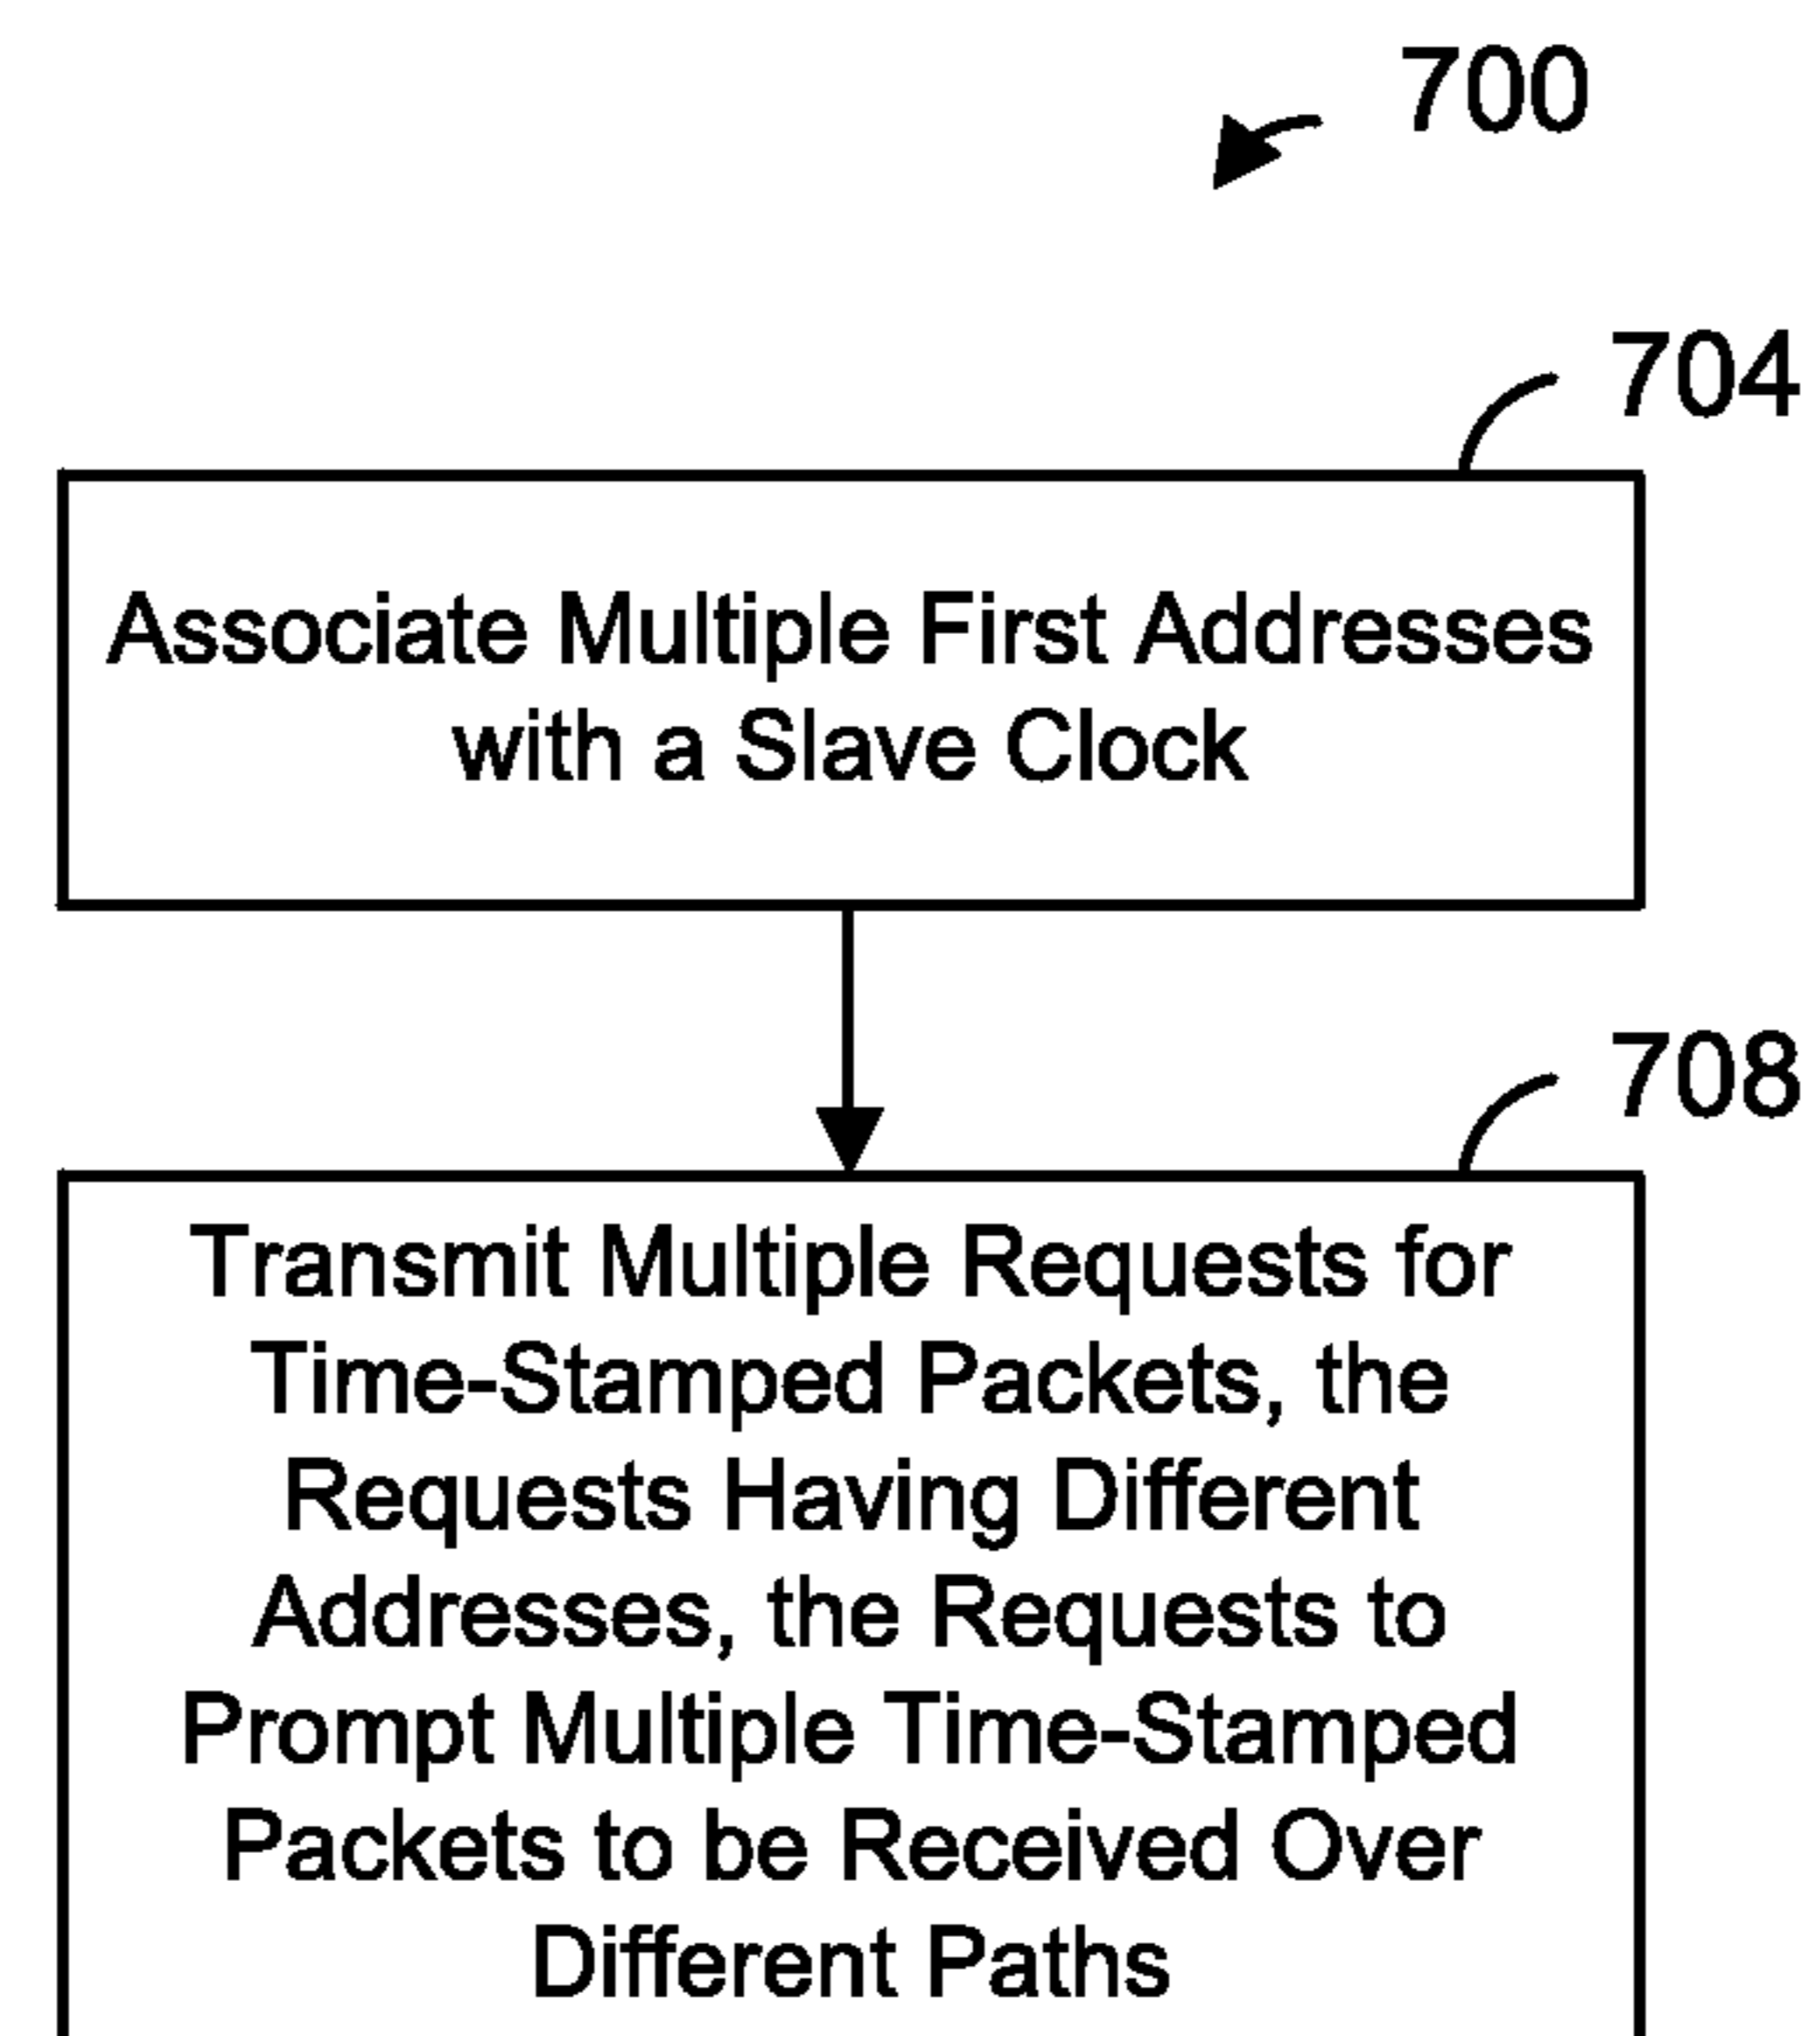 700
704
Associate Multiple First Addresses
with a Slave Clock
708
Transmit Multiple Requests for
Time-Stamped Packets, the
Requests Having Different
Addresses, the Requests to
Prompt Multiple Time-Stamped
Packets to be Received Over
Different Paths